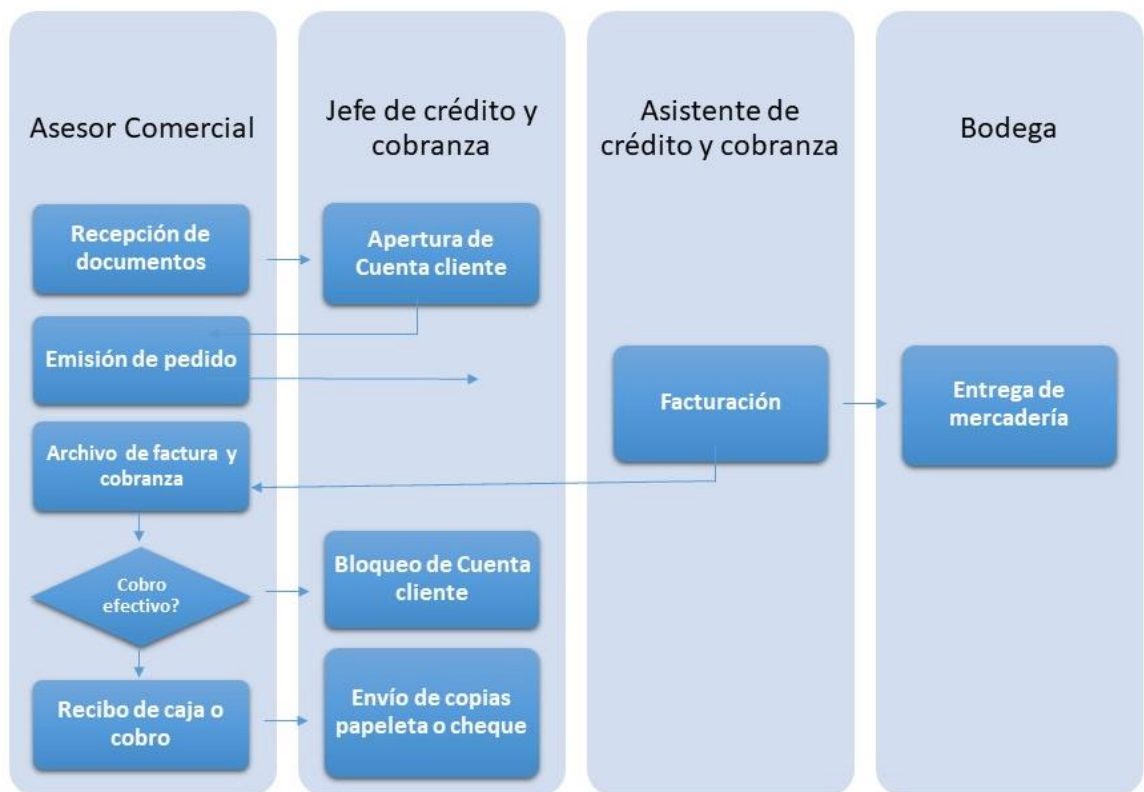 Asesor Comercial
Jefe de crédito y
cobranza
Asistente de
crédito y cobranza
Bodega
Recepción de
documentos
Apertura de
Cuenta cliente
Emisión de pedido
Facturación
Entrega de
mercadería
Archivo de factura y
cobranza
Cobro
efectivo?
Bloqueo de Cuenta
cliente
Recibo de caja o
cobro
Envío de copias
papeleta o cheque